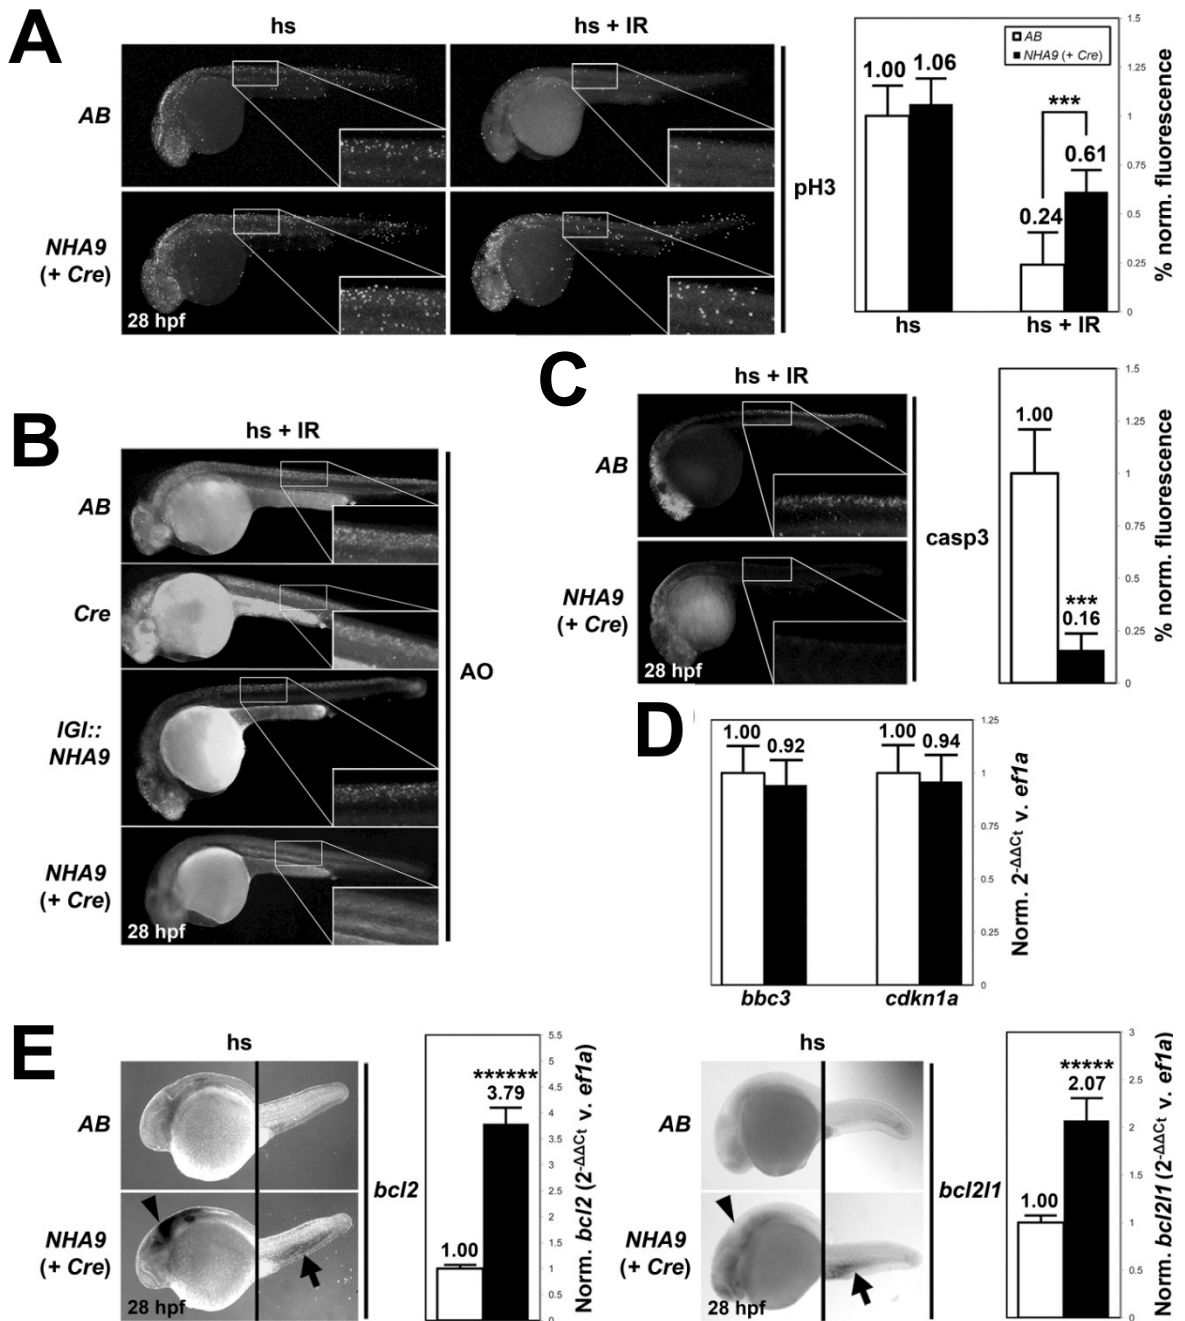 A
hs
hs + IR
AB
NHA9
(+ Cre)
28 hpf
pH3
1.00
1.06
***
0.24
0.61
AB
NHA9 (+ Cre)
hs
hs + IR
1.5
1.25
1
0.75
0.5
0.25
0
% norm. fluorescence
B
hs + IR
AB
Cre
IGI::
NHA9
NHA9
(+ Cre)
28 hpf
AO
C
hs + IR
AB
NHA9
(+ Cre)
28 hpf
casp3
1.00
***
0.16
1.5
1.25
1
0.75
0.5
0.25
0
% norm. fluorescence
D
1.00
0.92
1.00
0.94
bbc3
cdkn1a
1.25
1
0.75
0.5
0.25
0
Norm. 2-ΔΔCt v. ef1a
E
hs
AB
NHA9
(+ Cre)
28 hpf
bcl2
1.00
******
3.79
5.5
5
4.5
4
3.5
3
2.5
2
1.5
1
0.5
0
Norm. bcl2 (2-ΔΔCt v. ef1a)
hs
AB
NHA9
(+ Cre)
28 hpf
bcl2l1
1.00
*****
2.07
3
2.5
2
1.5
1
0.5
0
Norm. bcl2l1 (2-ΔΔCt v. ef1a)